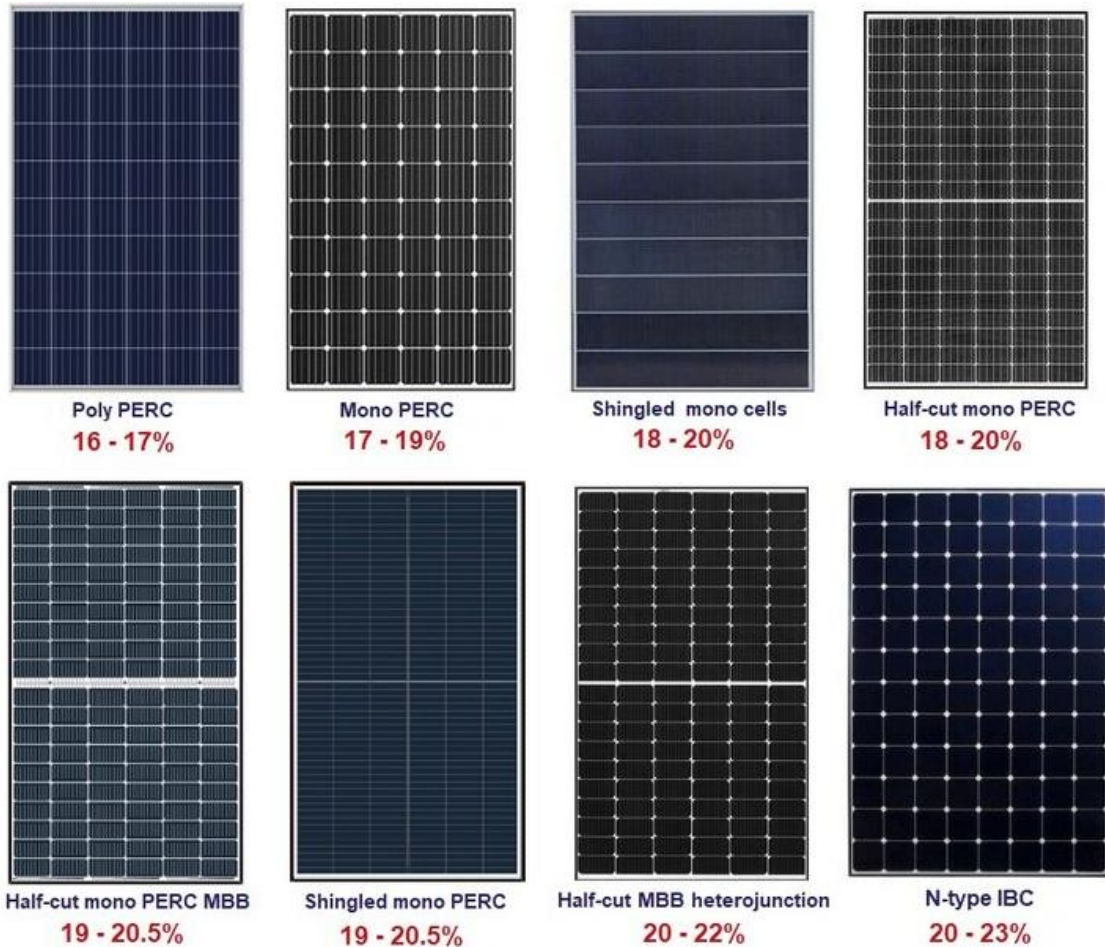 Poly PERC
16 - 17%
Mono PERC
17 - 19%
Shingled mono cells
18 - 20%
Half-cut mono PERC
18 - 20%
Half-cut mono PERC MBB
19 - 20.5%
Shingled mono PERC
19 - 20.5%
Half-cut MBB heterojunction
20 - 22%
N-type IBC
20 - 23%